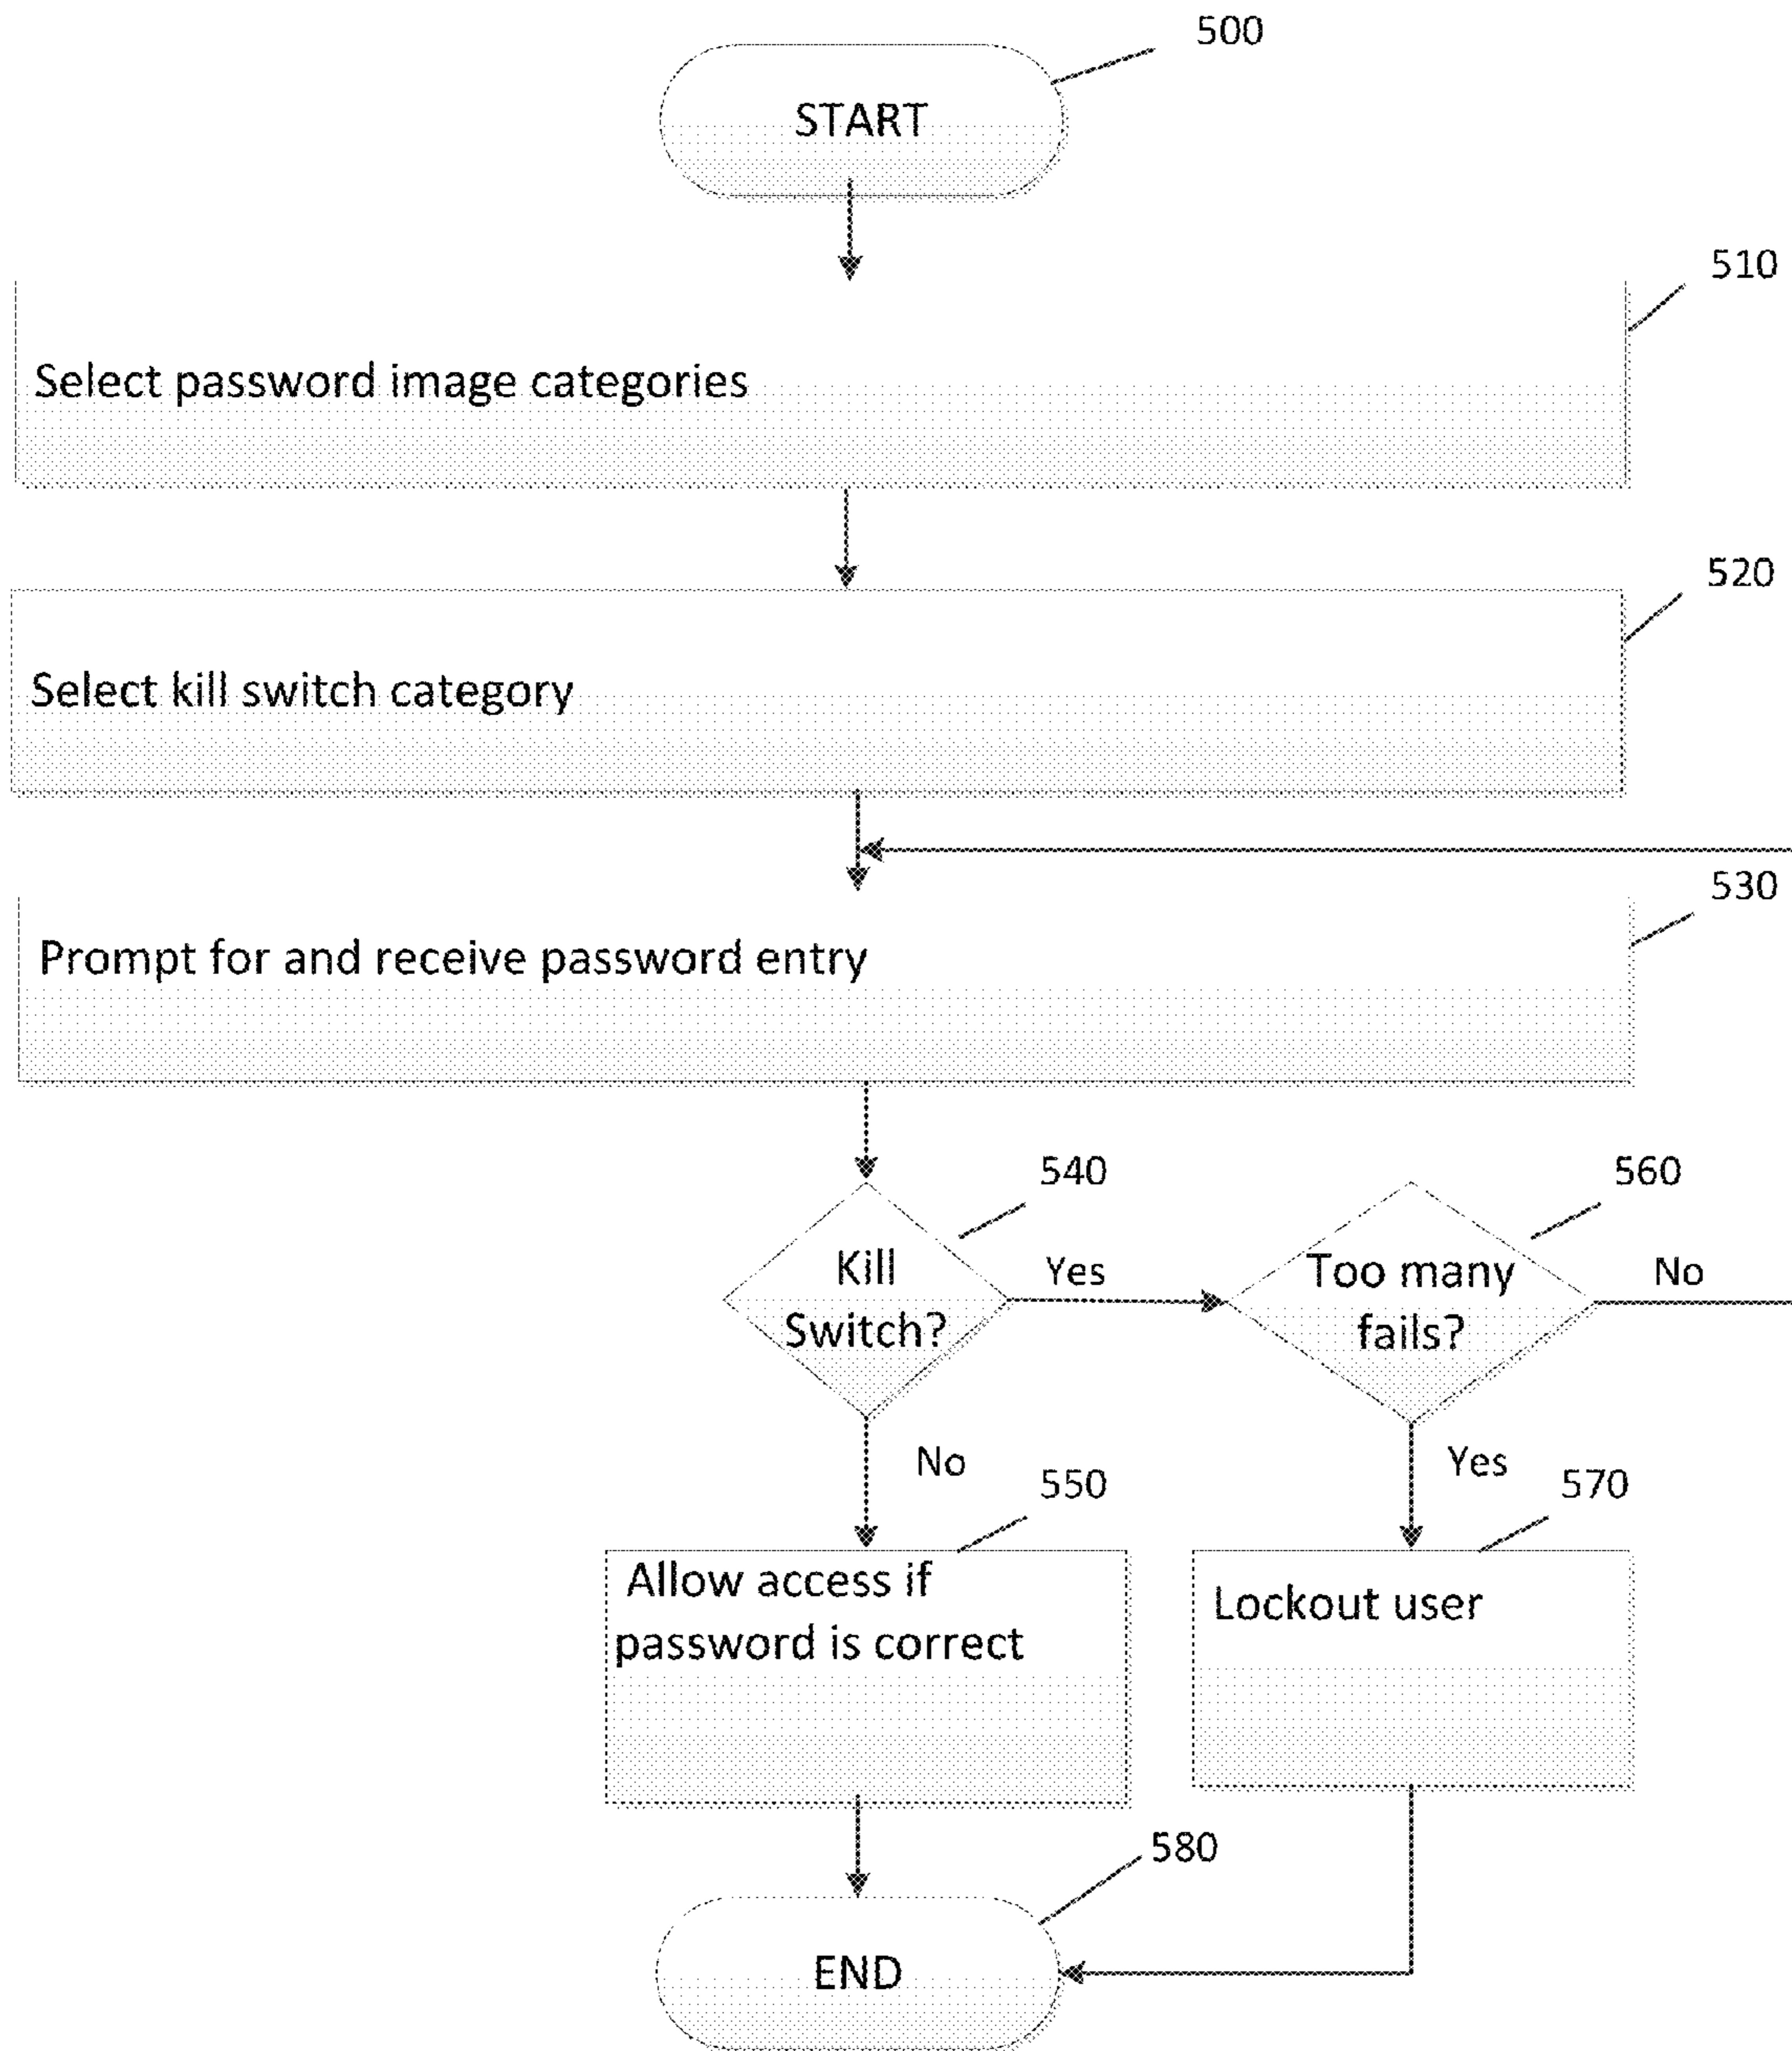 500
START
510
Select password image categories
520
Select kill switch category
530
Prompt for and receive password entry
540
560
Kill
Switch?
Yes
Too many
fails?
No
No
Yes
550
570
Allow access if
password is correct
Lockout user
580
END